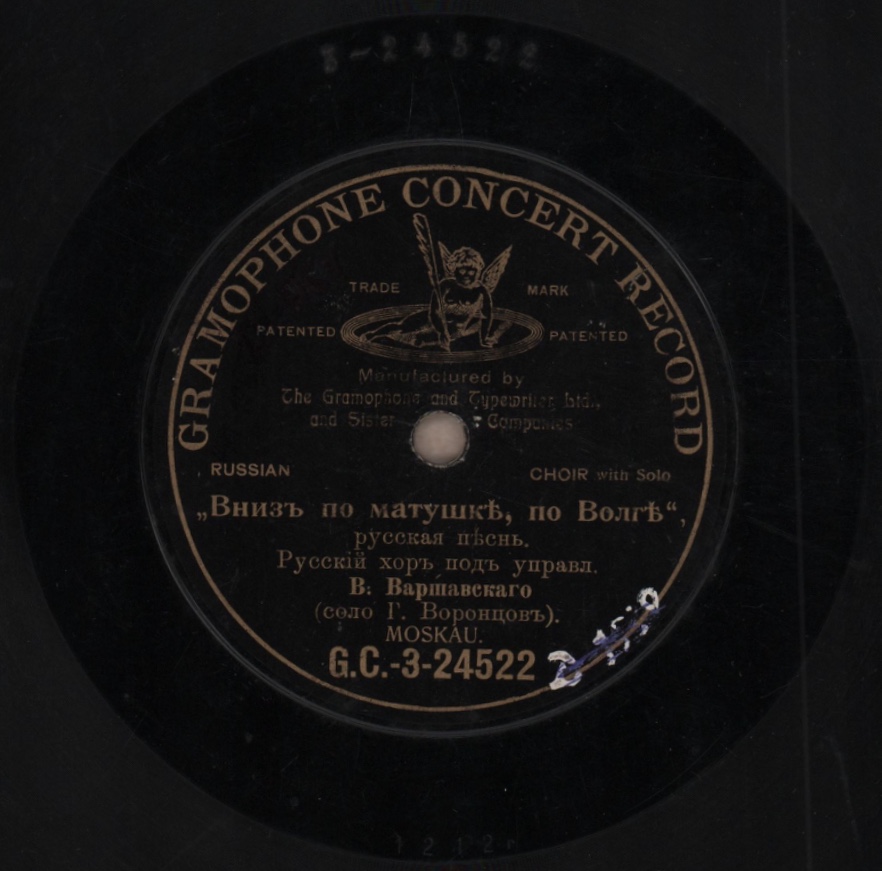 3-24522
GRAMOPHONE CONCERT RECORD
TRADE MARK
PATENTED PATENTED
Manufactured by
The Gramophone and Typewriter Ltd.,
and Sister Companies
RUSSIAN CHOIR with Solo
„Внизъ по матушкѣ, по Волгѣ“,
русская пѣснь.
Русскій хоръ подъ управл.
В. Варшавскаго
(соло Г. Воронцовъ).
MOSKAU.
G.C.-3-24522